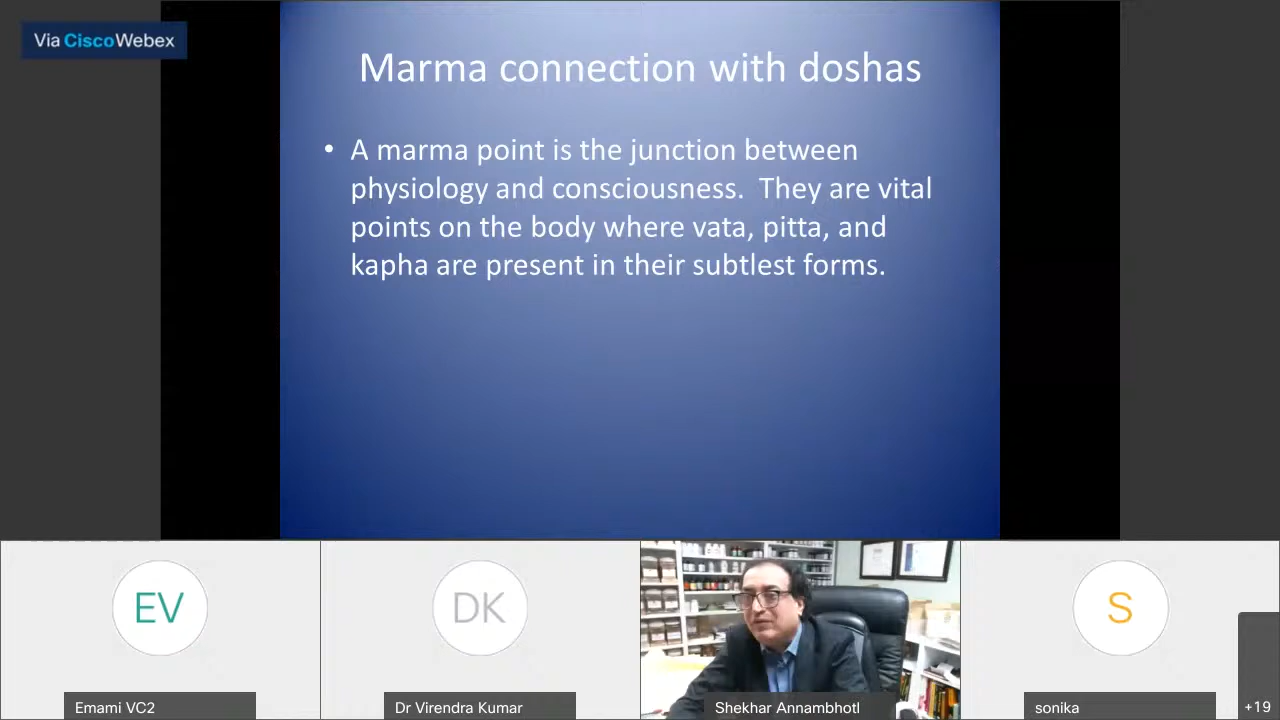 Via Cisco Webex
Marma connection with doshas
• A marma point is the junction between
physiology and consciousness. They are vital
points on the body where vata, pitta, and
kapha are present in their subtlest forms.
EV
DK
S
Emami VC2
Dr Virendra Kumar
Shekhar Annambhotl
sonika
+19